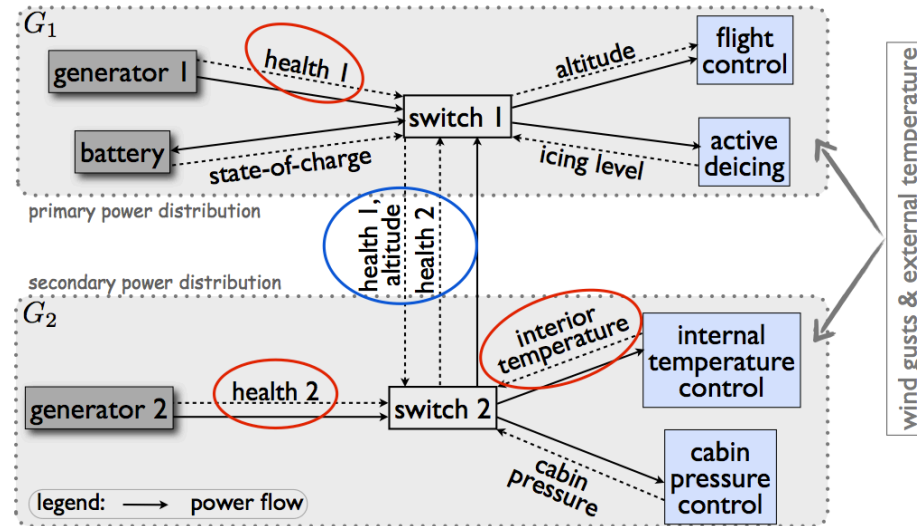 G1
generator 1
health 1
altitude
flight
control
switch 1
battery
state-of-charge
icing level
active
deicing
primary power distribution
health 1,
altitude
health 2
wind gusts & external temperature
secondary power distribution
G2
interior
temperature
internal
temperature
control
generator 2
health 2
switch 2
cabin
pressure
cabin
pressure
control
legend: power flow